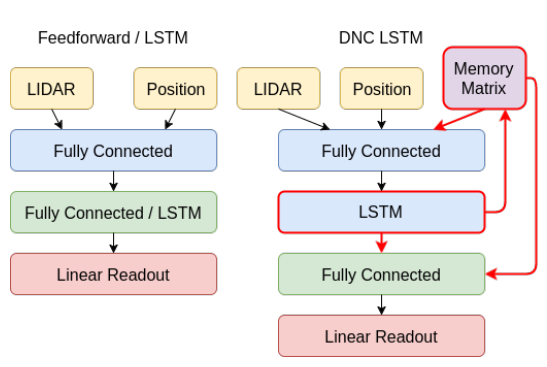 Feedforward / LSTM
LIDAR
Position
Fully Connected
Fully Connected / LSTM
Linear Readout
DNC LSTM
LIDAR
Position
Memory
Matrix
Fully Connected
LSTM
Fully Connected
Linear Readout